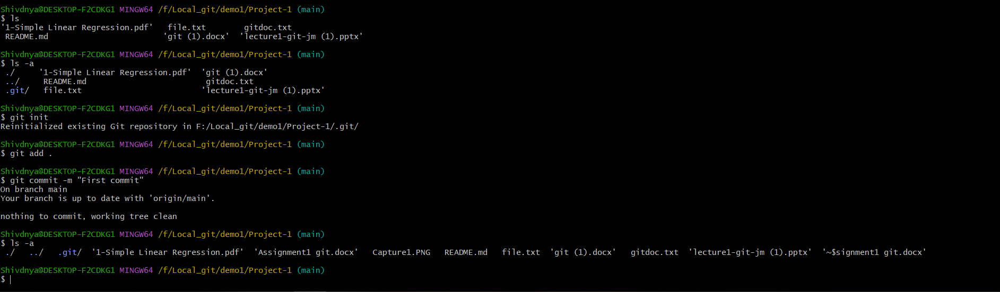 Shivdnya@DESKTOP-F2CDKG1 MINGW64 /f/Local_git/demo1/Project-1 (main)
$ ls
'1-Simple Linear Regression.pdf'   file.txt        gitdoc.txt
 README.md                        'git (1).docx'  'lecture1-git-jm (1).pptx'

Shivdnya@DESKTOP-F2CDKG1 MINGW64 /f/Local_git/demo1/Project-1 (main)
$ ls -a
 ./     '1-Simple Linear Regression.pdf'  'git (1).docx'
 ../     README.md                         gitdoc.txt
 .git/   file.txt                         'lecture1-git-jm (1).pptx'

Shivdnya@DESKTOP-F2CDKG1 MINGW64 /f/Local_git/demo1/Project-1 (main)
$ git init
Reinitialized existing Git repository in F:/Local_git/demo1/Project-1/.git/

Shivdnya@DESKTOP-F2CDKG1 MINGW64 /f/Local_git/demo1/Project-1 (main)
$ git add .

Shivdnya@DESKTOP-F2CDKG1 MINGW64 /f/Local_git/demo1/Project-1 (main)
$ git commit -m "First commit"
On branch main
Your branch is up to date with 'origin/main'.

nothing to commit, working tree clean

Shivdnya@DESKTOP-F2CDKG1 MINGW64 /f/Local_git/demo1/Project-1 (main)
$ ls -a
 ./   ../   .git/  '1-Simple Linear Regression.pdf'  'Assignment1 git.docx'   Capture1.PNG   README.md   file.txt  'git (1).docx'   gitdoc.txt  'lecture1-git-jm (1).pptx'  '~$signment1 git.docx'

Shivdnya@DESKTOP-F2CDKG1 MINGW64 /f/Local_git/demo1/Project-1 (main)
$